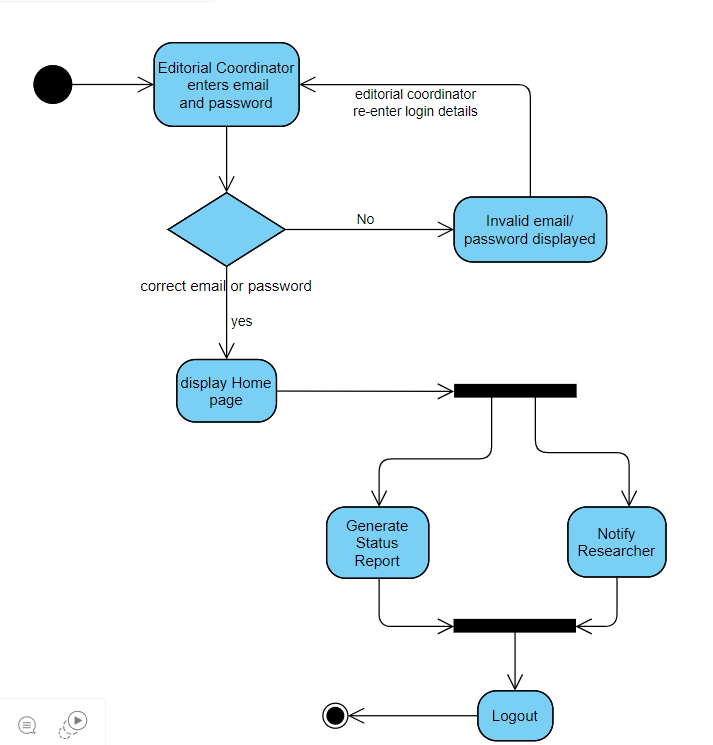 Editorial Coordinator
enters email
and password
editorial coordinator
re-enter login details
No
Invalid email/
password displayed
correct email or password
yes
display Home
page
Generate
Status
Report
Notify
Researcher
Logout